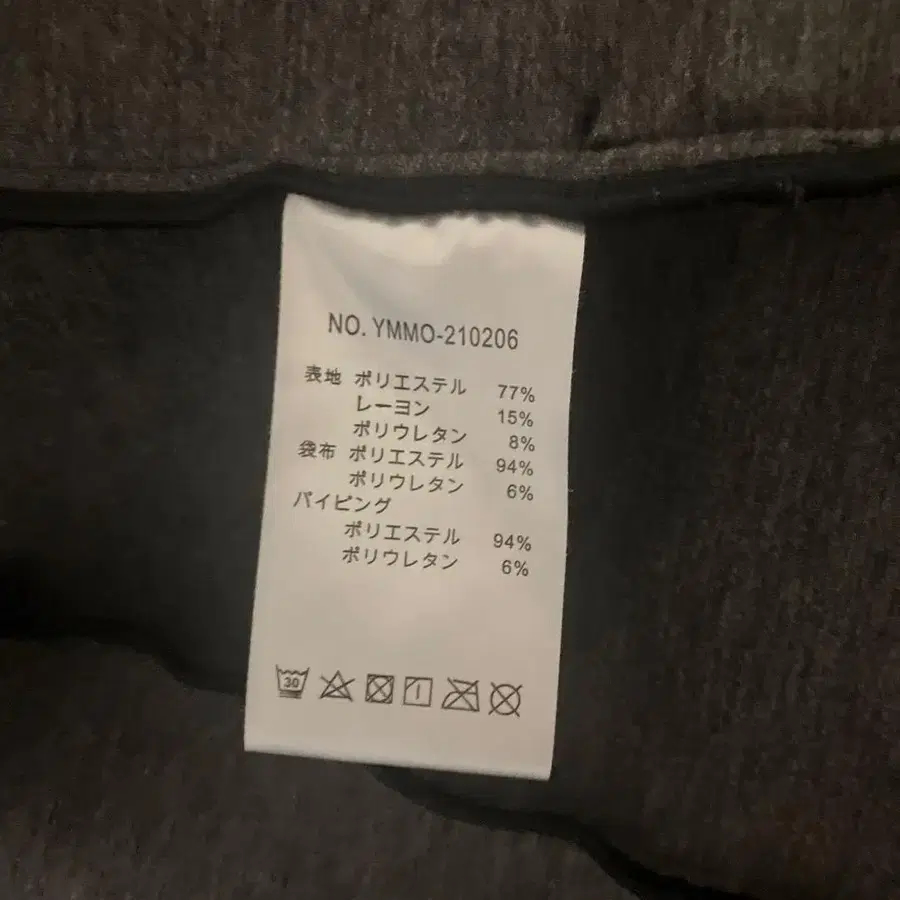 NO. YMMO-210206
表地 ポリエステル 77%
レーヨン 15%
ポリウレタン 8%
袋布 ポリエステル 94%
ポリウレタン 6%
パイピング
ポリエステル 94%
ポリウレタン 6%
30